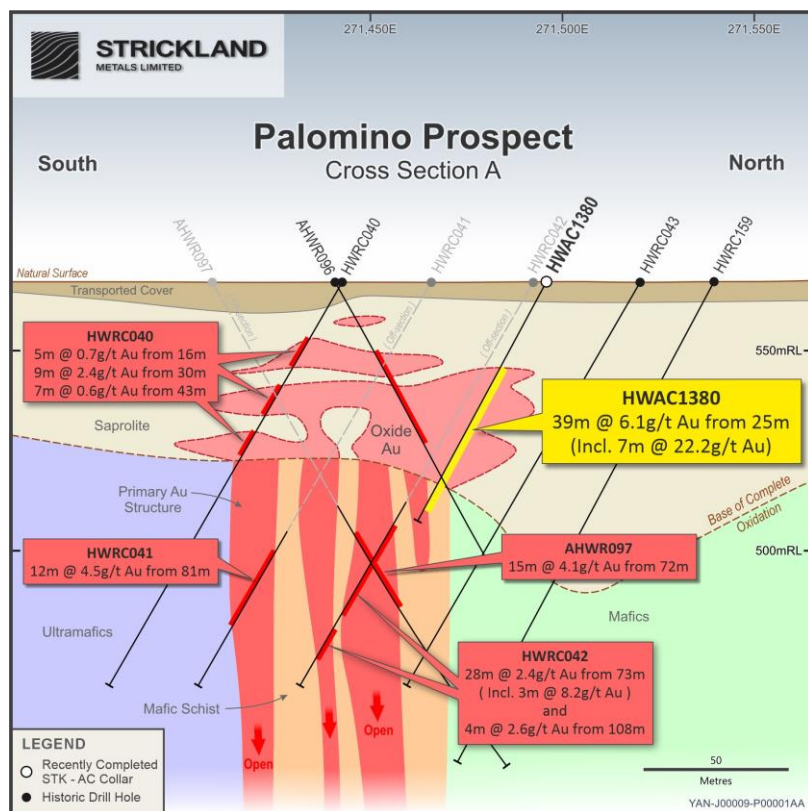 271,450
271,500
271,550
STRICKLAND
METALS LIMITED
Palomino Prospect
Cross Section A
South
North
AHWR097
AHWR096
HWRC040
HWRC041
HWRC042
HWAC1380
HWRC043
HWRC159
Natural Surface
Transported Cover
( Off-section )
( Off-section )
( Off-section )
HWRC040
5m @ 0.7g/t Au from 16m
9m @ 2.4g/t Au from 30m
7m @ 0.6g/t Au from 43m
550mRL
HWAC1380
39m @ 6.1g/t Au from 25m
(Incl. 7m @ 22.2g/t Au)
Saprolite
Oxide
Au
Primary Au
Structure
Base of Complete
Oxidation
HWRC041
12m @ 4.5g/t Au from 81m
AHWR097
15m @ 4.1g/t Au from 72m
500mRL
Ultramafics
Mafics
HWRC042
28m @ 2.4g/t Au from 73m
( Incl. 3m @ 8.2g/t Au )
and
4m @ 2.6g/t Au from 108m
Mafic Schist
Open
Open
LEGEND
Recently Completed
STK - AC Collar
Historic Drill Hole
50
Metres
YAN-J00009-P00001AA